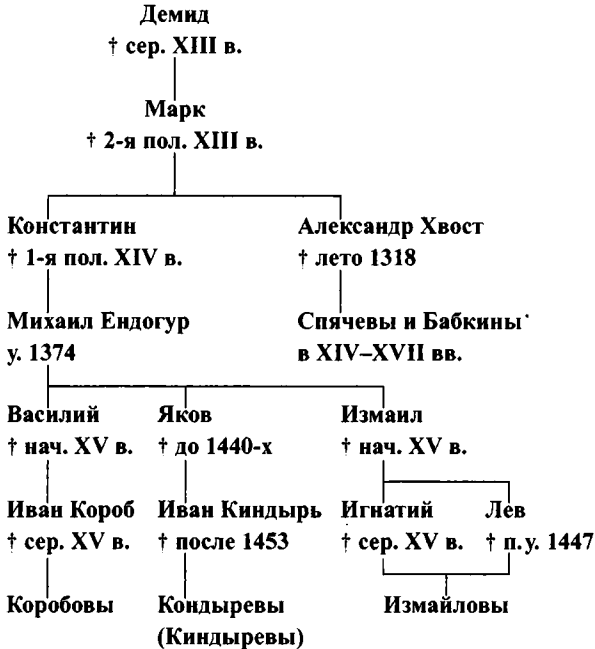 Демид
† сер. XIII в.
Марк
† 2-я пол. XIII в.
Константин
† 1-я пол. XIV в.
Александр Хвост
† лето 1318
Михаил Ендогур
у. 1374
Спячевы и Бабкины
в XIV–XVII вв.
Василий
† нач. XV в.
Яков
† до 1440-х
Измаил
† нач. XV в.
Иван Короб
† сер. XV в.
Иван Киндырь
† после 1453
Игнатий
† сер. XV в.
Лев
† п.у. 1447
Коробовы
Кондыревы
(Киндыревы)
Измайловы